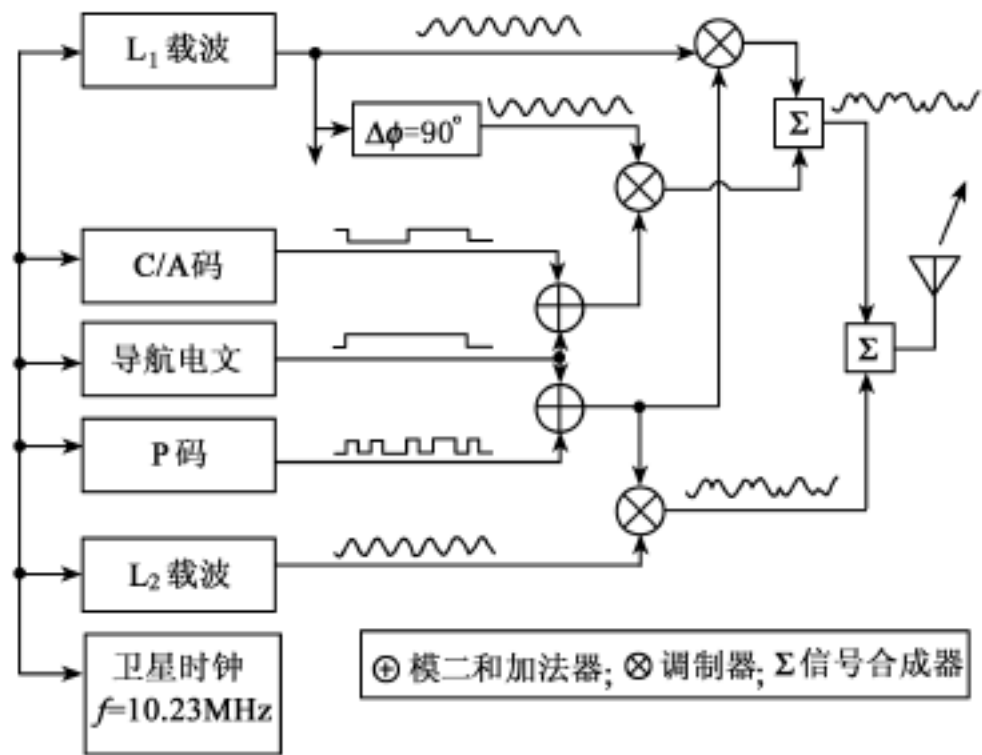 L₁ 载波
Δϕ=90°
Σ
C/A码
导航电文
Σ
P 码
L₂ 载波
卫星时钟
f=10.23MHz
⊕ 模二和加法器; ⊗ 调制器; Σ 信号合成器